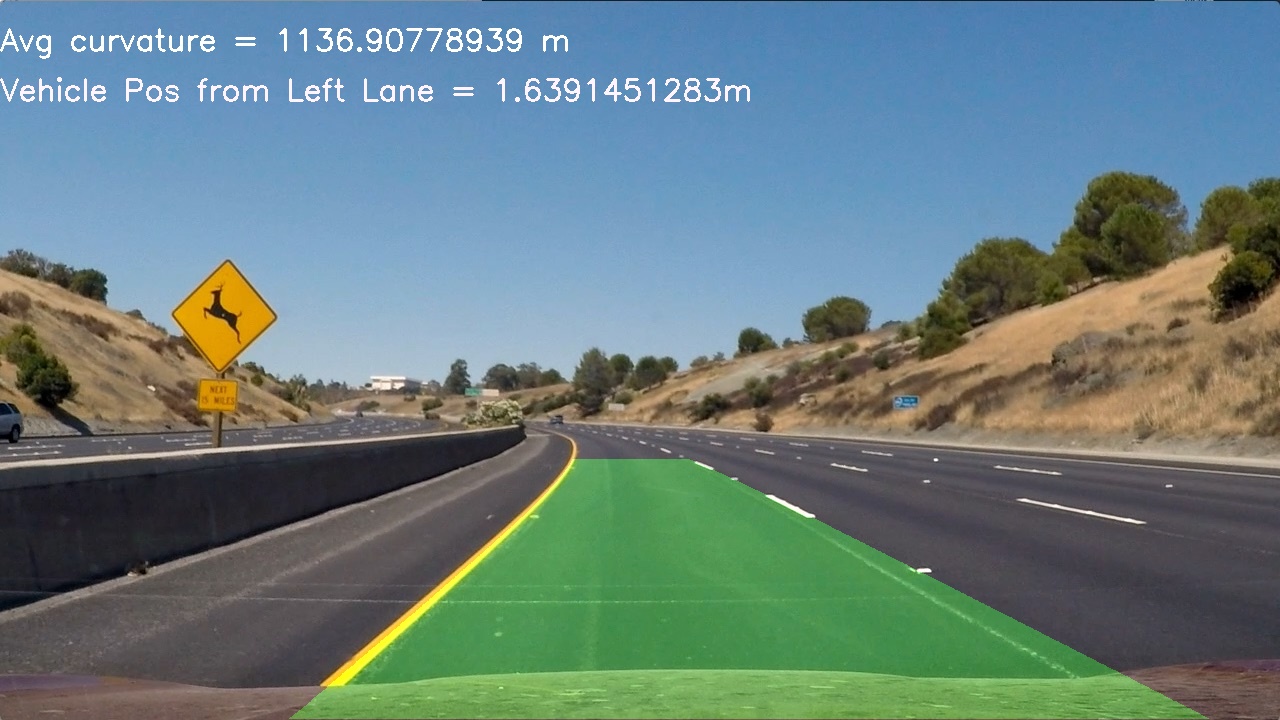 Avg curvature = 1136.90778939 m
Vehicle Pos from Left Lane = 1.6391451283m
NEXT
15 MILES